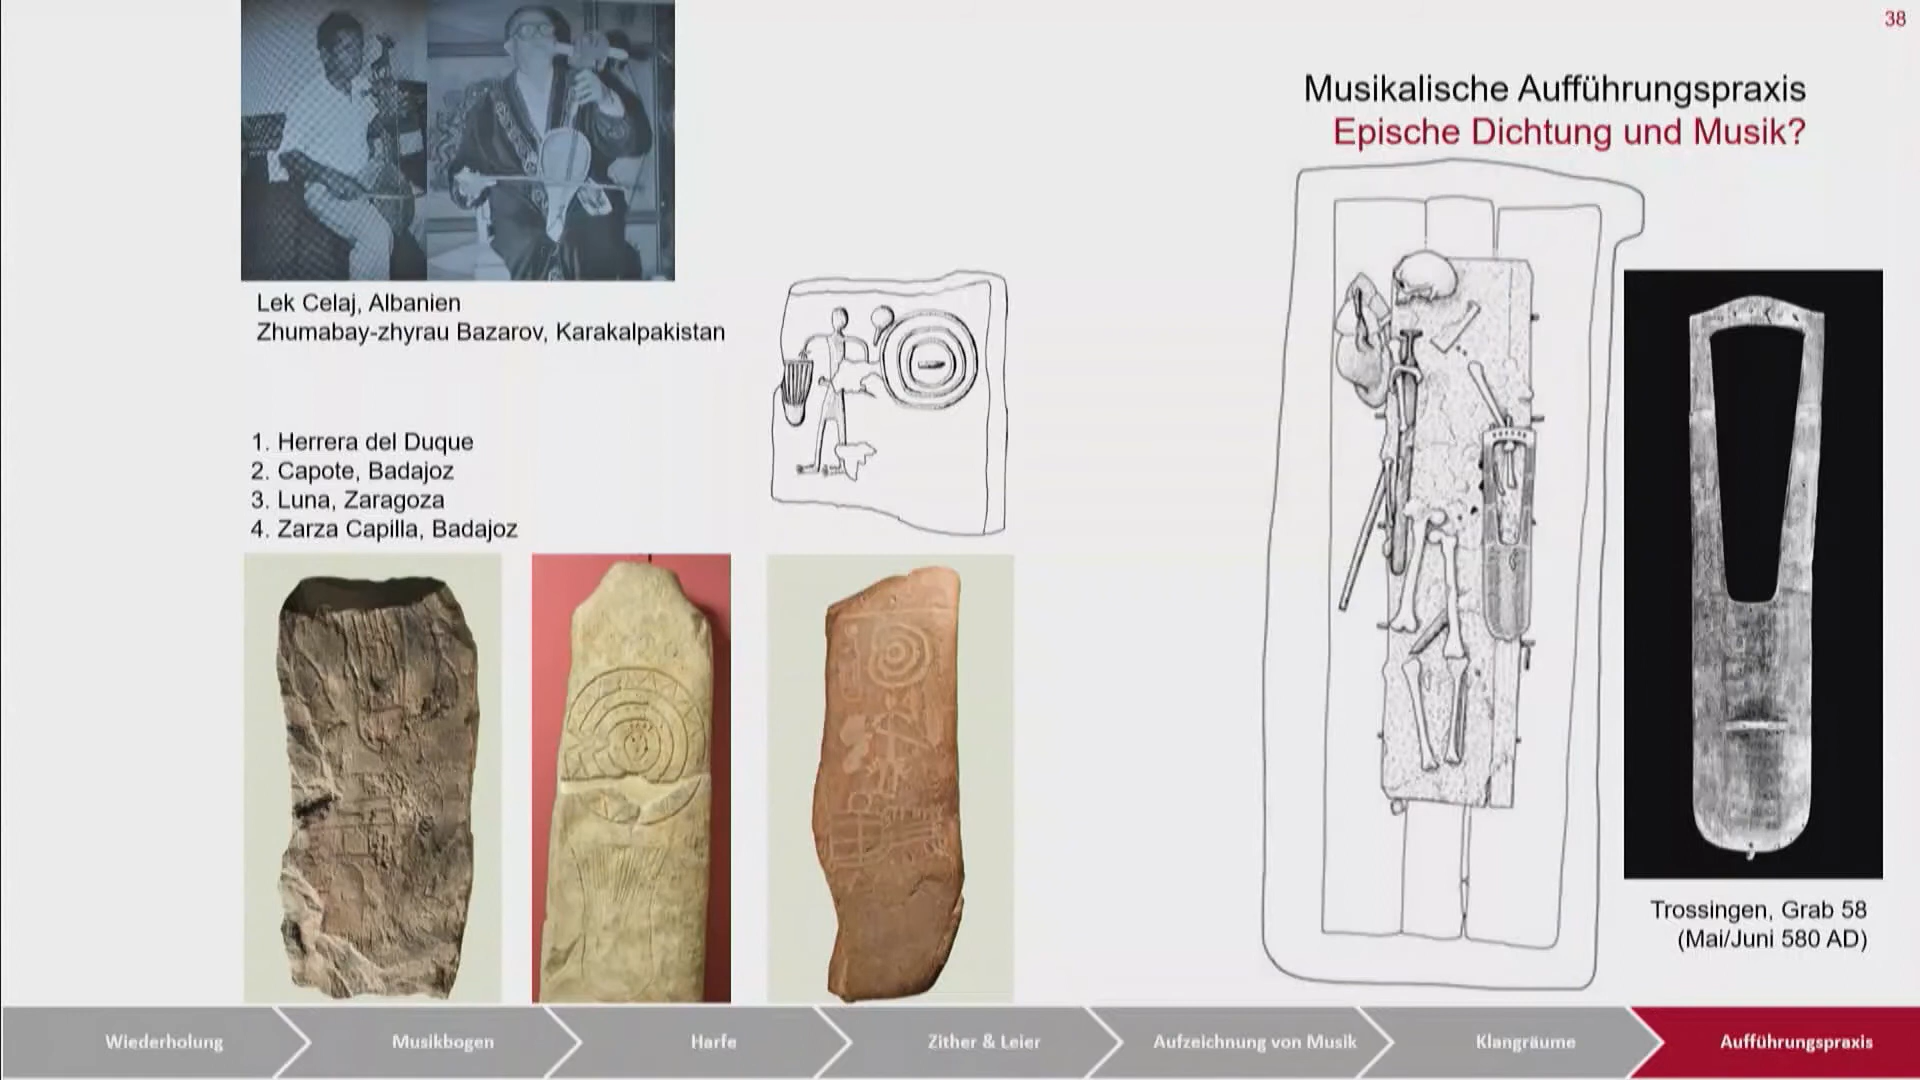 38
Musikalische Aufführungspraxis
Epische Dichtung und Musik?
Lek Celaj, Albanien
Zhumabay-zhyrau Bazarov, Karakalpakistan
1. Herrera del Duque
2. Capote, Badajoz
3. Luna, Zaragoza
4. Zarza Capilla, Badajoz
Trossingen, Grab 58
(Mai/Juni 580 AD)
Wiederholung
Musikbogen
Harfe
Zither & Leier
Aufzeichnung von Musik
Klangräume
Aufführungspraxis